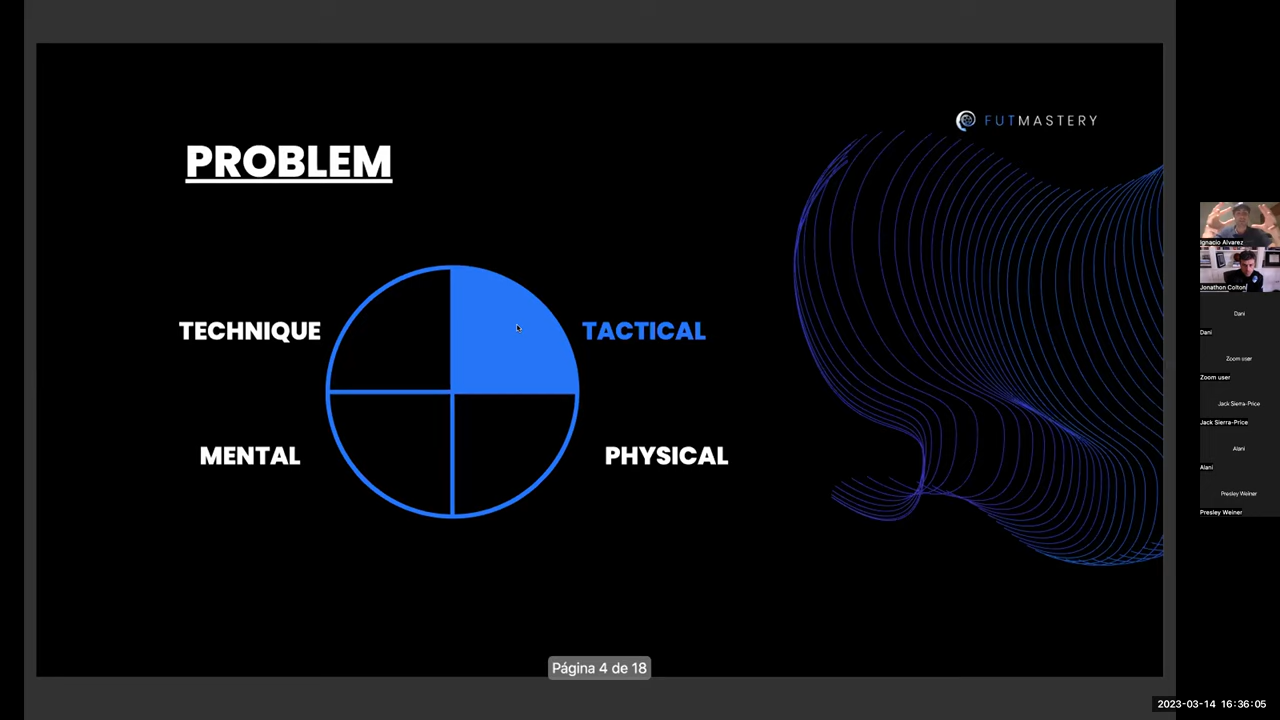 FUTMASTERY
PROBLEM
TECHNIQUE
TACTICAL
MENTAL
PHYSICAL
Página 4 de 18
Ignacio Alvarez
Jonathon Colton
Dani
Dani
Zoom user
Zoom user
Jack Sierra-Price
Jack Sierra-Price
Alani
Alani
Presley Weiner
Presley Weiner
2023-03-14 16:36:05